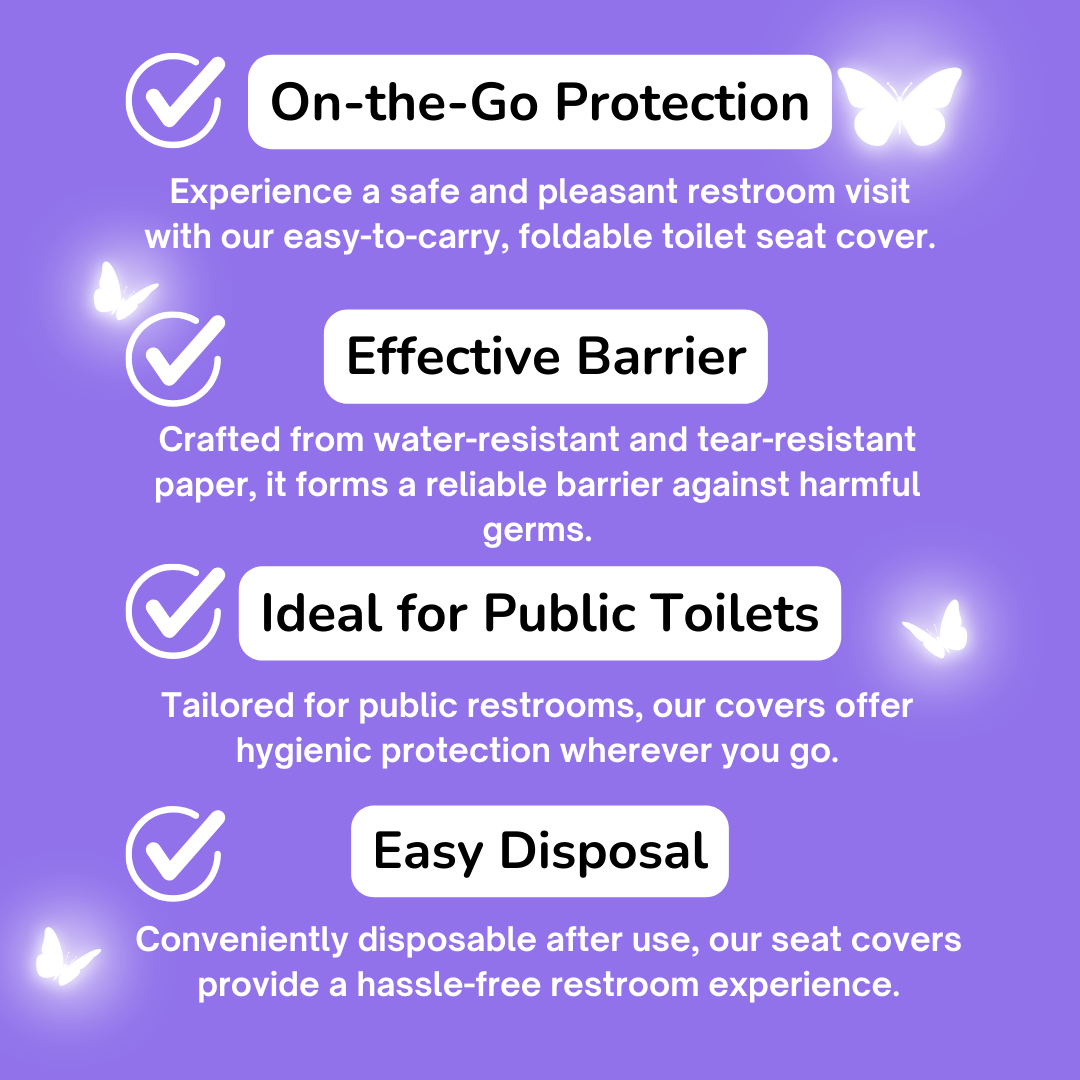 On-the-Go Protection
Experience a safe and pleasant restroom visit
with our easy-to-carry, foldable toilet seat cover.
Effective Barrier
Crafted from water-resistant and tear-resistant
paper, it forms a reliable barrier against harmful
germs.
Ideal for Public Toilets
Tailored for public restrooms, our covers offer
hygienic protection wherever you go.
Easy Disposal
Conveniently disposable after use, our seat covers
provide a hassle-free restroom experience.